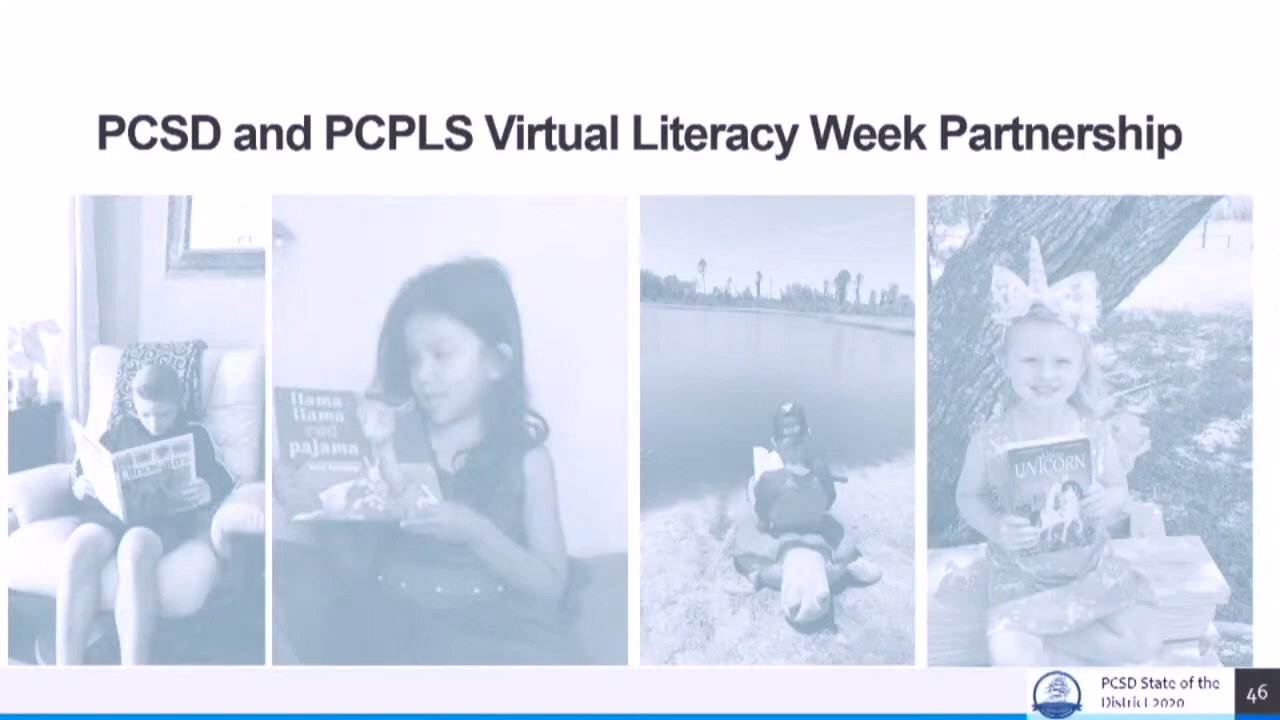 PCSD and PCPLS Virtual Literacy Week Partnership
Dinosaurs
llama
llama
red
pajama
UNICORN
PCSD State of the
District 2020
46